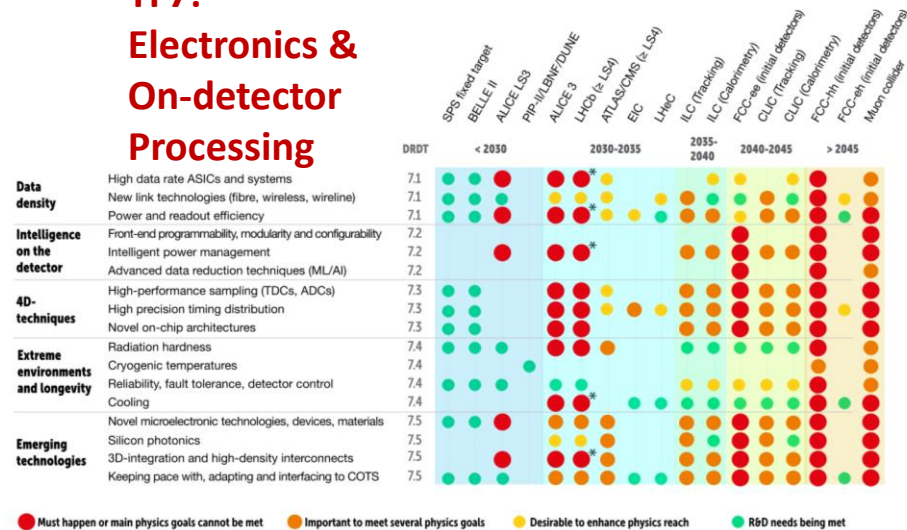 Electronics &
On-detector
Processing
SPS fixed target
BELLE II
ALICE LS3
PIP-II/LBNF/DUNE
ALICE 3
LHCb (≥ LS4)
ATLAS/CMS (≥ LS4)
EIC
LHeC
ILC (Tracking)
ILC (Calorimetry)
FCC-ee (initial detectors)
CLIC (Tracking)
CLIC (Calorimetry)
FCC-hh (initial detectors)
FCC-eh (initial detectors)
Muon collider
DRDT < 2030 2030-2035 2035-2040 2040-2045 > 2045
Data density
High data rate ASICs and systems 7.1 *
New link technologies (fibre, wireless, wireline) 7.1
Power and readout efficiency 7.1 *
Intelligence on the detector
Front-end programmability, modularity and configurability 7.2
Intelligent power management 7.2 *
Advanced data reduction techniques (ML/AI) 7.2
4D-techniques
High-performance sampling (TDCs, ADCs) 7.3
High precision timing distribution 7.3
Novel on-chip architectures 7.3
Extreme environments and longevity
Radiation hardness 7.4
Cryogenic temperatures 7.4
Reliability, fault tolerance, detector control 7.4
Cooling 7.4 *
Emerging technologies
Novel microelectronic technologies, devices, materials 7.5
Silicon photonics 7.5
3D-integration and high-density interconnects 7.5 *
Keeping pace with, adapting and interfacing to COTS 7.5
Must happen or main physics goals cannot be met
Important to meet several physics goals
Desirable to enhance physics reach
R&D needs being met